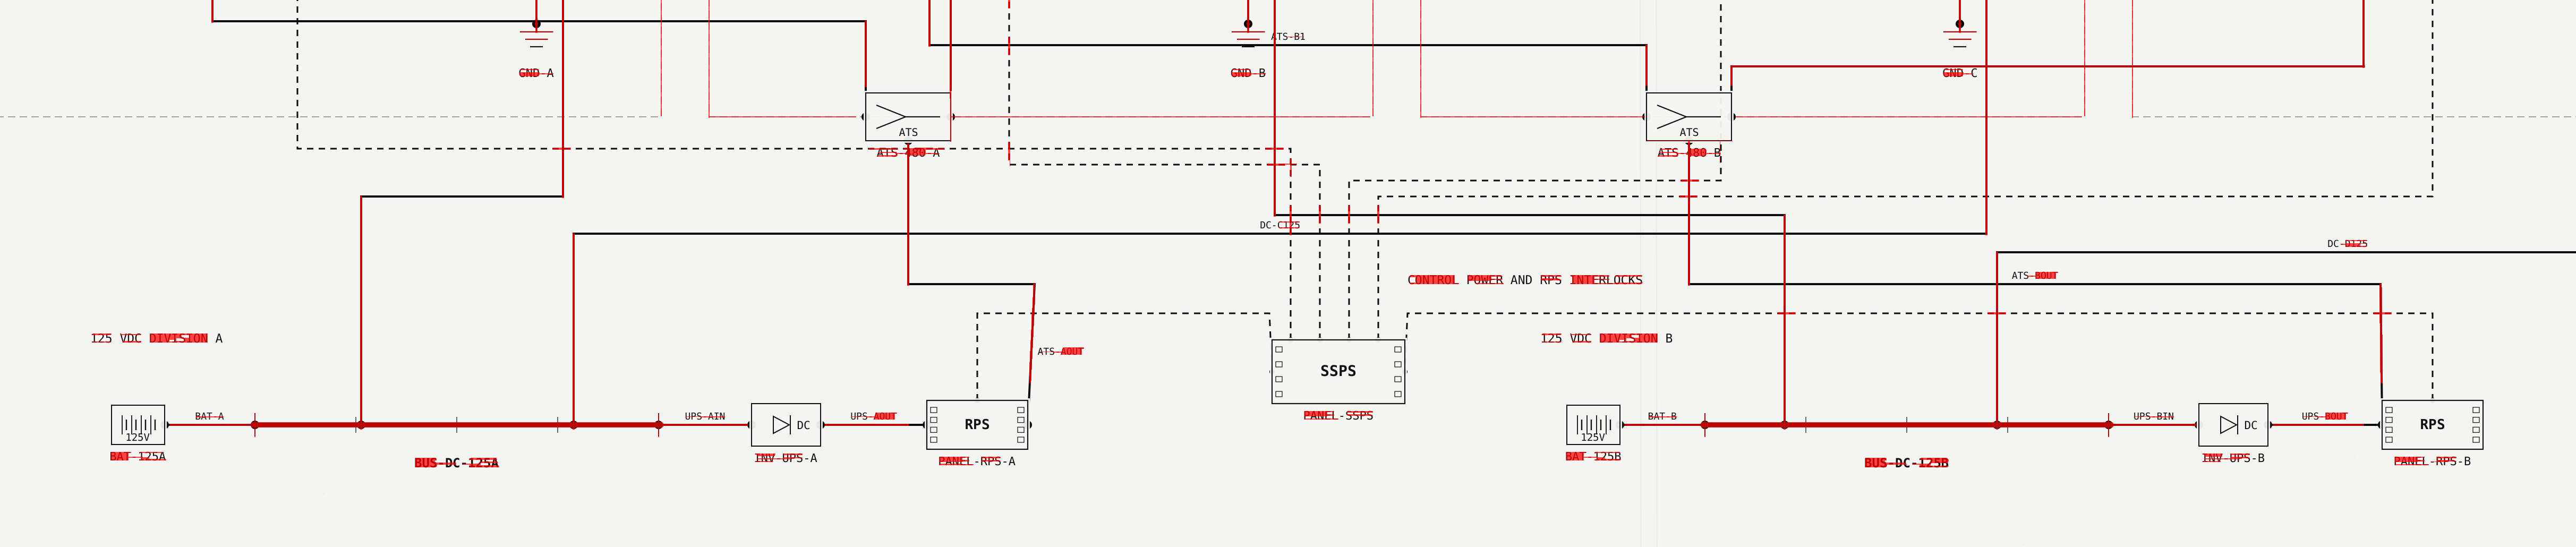 ATS-B1
GND-A
GND-B
GND-C
ATS
ATS-480-A
ATS
ATS-480-B
DC-C125
DC-D125
ATS-BOUT
CONTROL POWER AND RPS INTERLOCKS
125 VDC DIVISION A
125 VDC DIVISION B
ATS-AOUT
SSPS
PANEL-SSPS
125V
BAT-125A
BAT-A
BUS-DC-125A
UPS-AIN
DC
INV-UPS-A
UPS-AOUT
RPS
PANEL-RPS-A
125V
BAT-125B
BAT-B
BUS-DC-125B
UPS-BIN
DC
INV-UPS-B
UPS-BOUT
RPS
PANEL-RPS-B